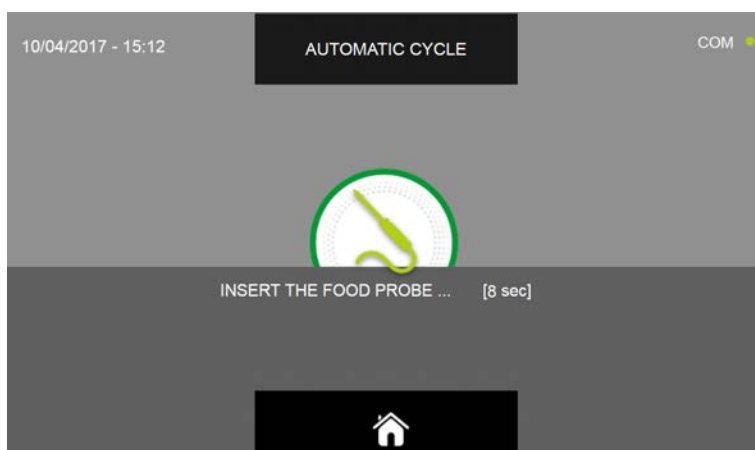 10/04/2017 - 15:12
AUTOMATIC CYCLE
COM
INSERT THE FOOD PROBE ... [8 sec]